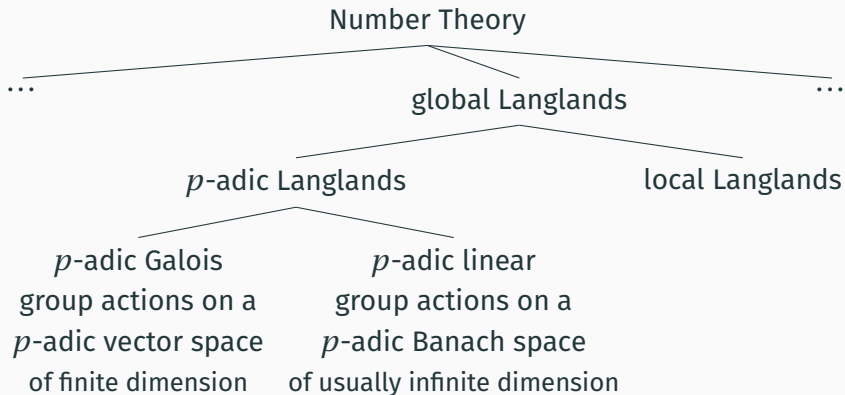 Number Theory
… global Langlands …
p-adic Langlands local Langlands
p-adic Galois p-adic linear
group actions on a group actions on a
p-adic vector space p-adic Banach space
of finite dimension of usually infinite dimension